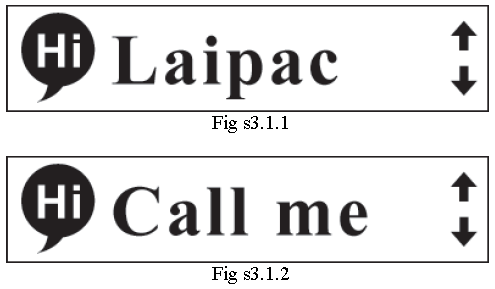 Hi Laipac
Fig s3.1.1
Hi Call me
Fig s3.1.2